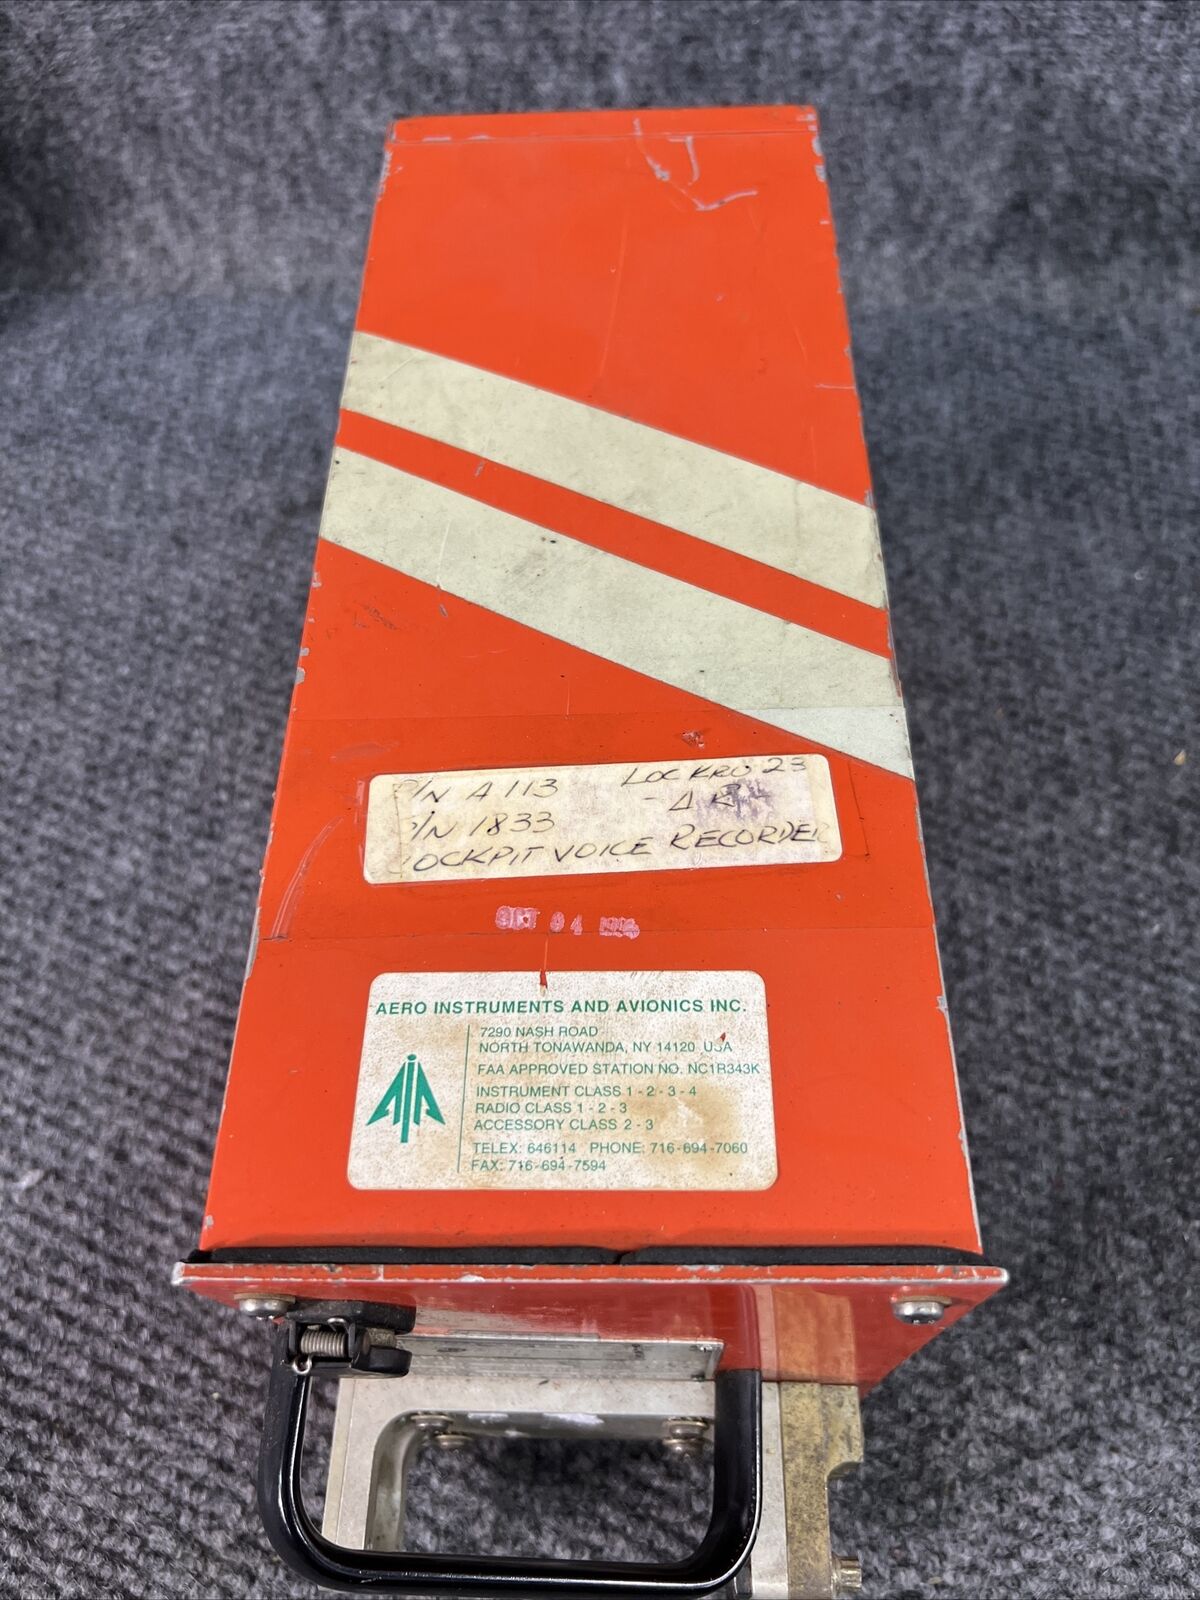 P/N A 113
S/N 1833
COCKPIT VOICE RECORDER
AERO INSTRUMENTS AND AVIONICS INC.
7290 NASH ROAD
NORTH TONAWANDA, NY 14120 USA
FAA APPROVED STATION NO. NC1R343K
INSTRUMENT CLASS 1 - 2 - 3 - 4
RADIO CLASS 1 - 2 - 3
ACCESSORY CLASS 2 - 3
TELEX: 646114 PHONE: 716-694-7060
FAX: 716-694-7594
AIA